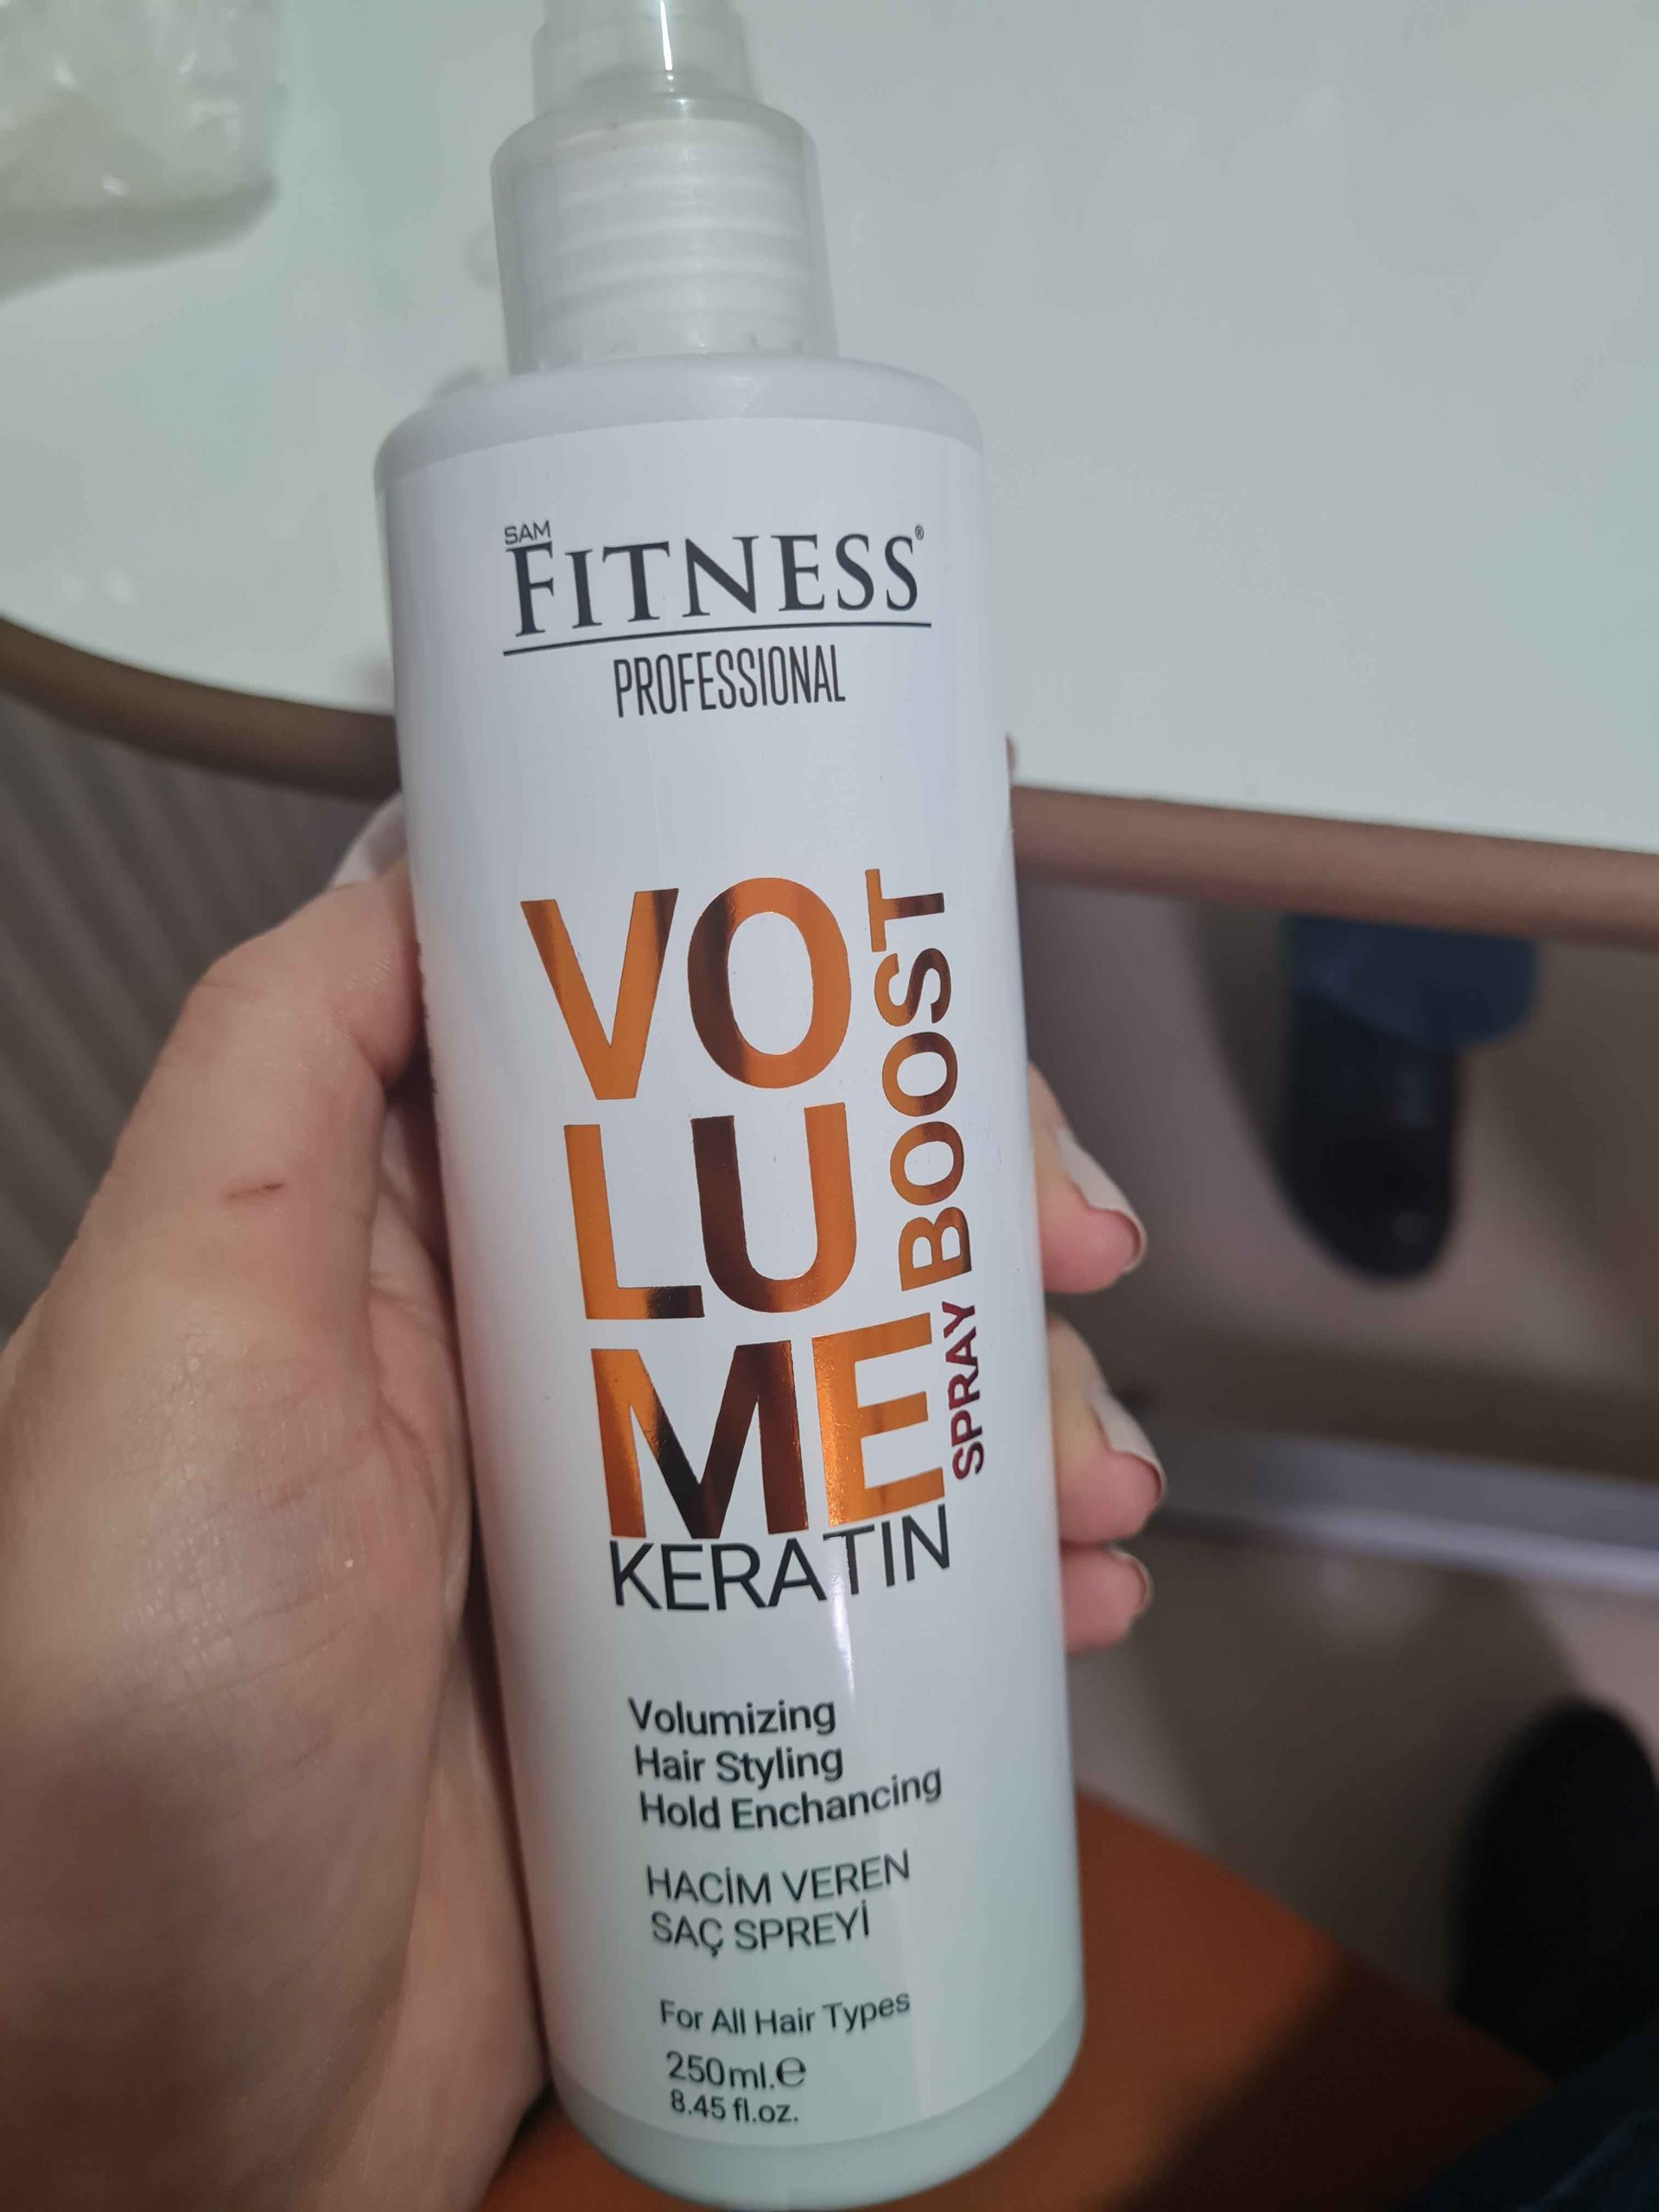 SAM
FITNESS®
PROFESSIONAL
VO
LU
ME
BOOST
SPRAY
KERATIN
Volumizing
Hair Styling
Hold Enchancing
HACİM VEREN
SAÇ SPREYİ
For All Hair Types
250ml.℮
8.45 fl.oz.